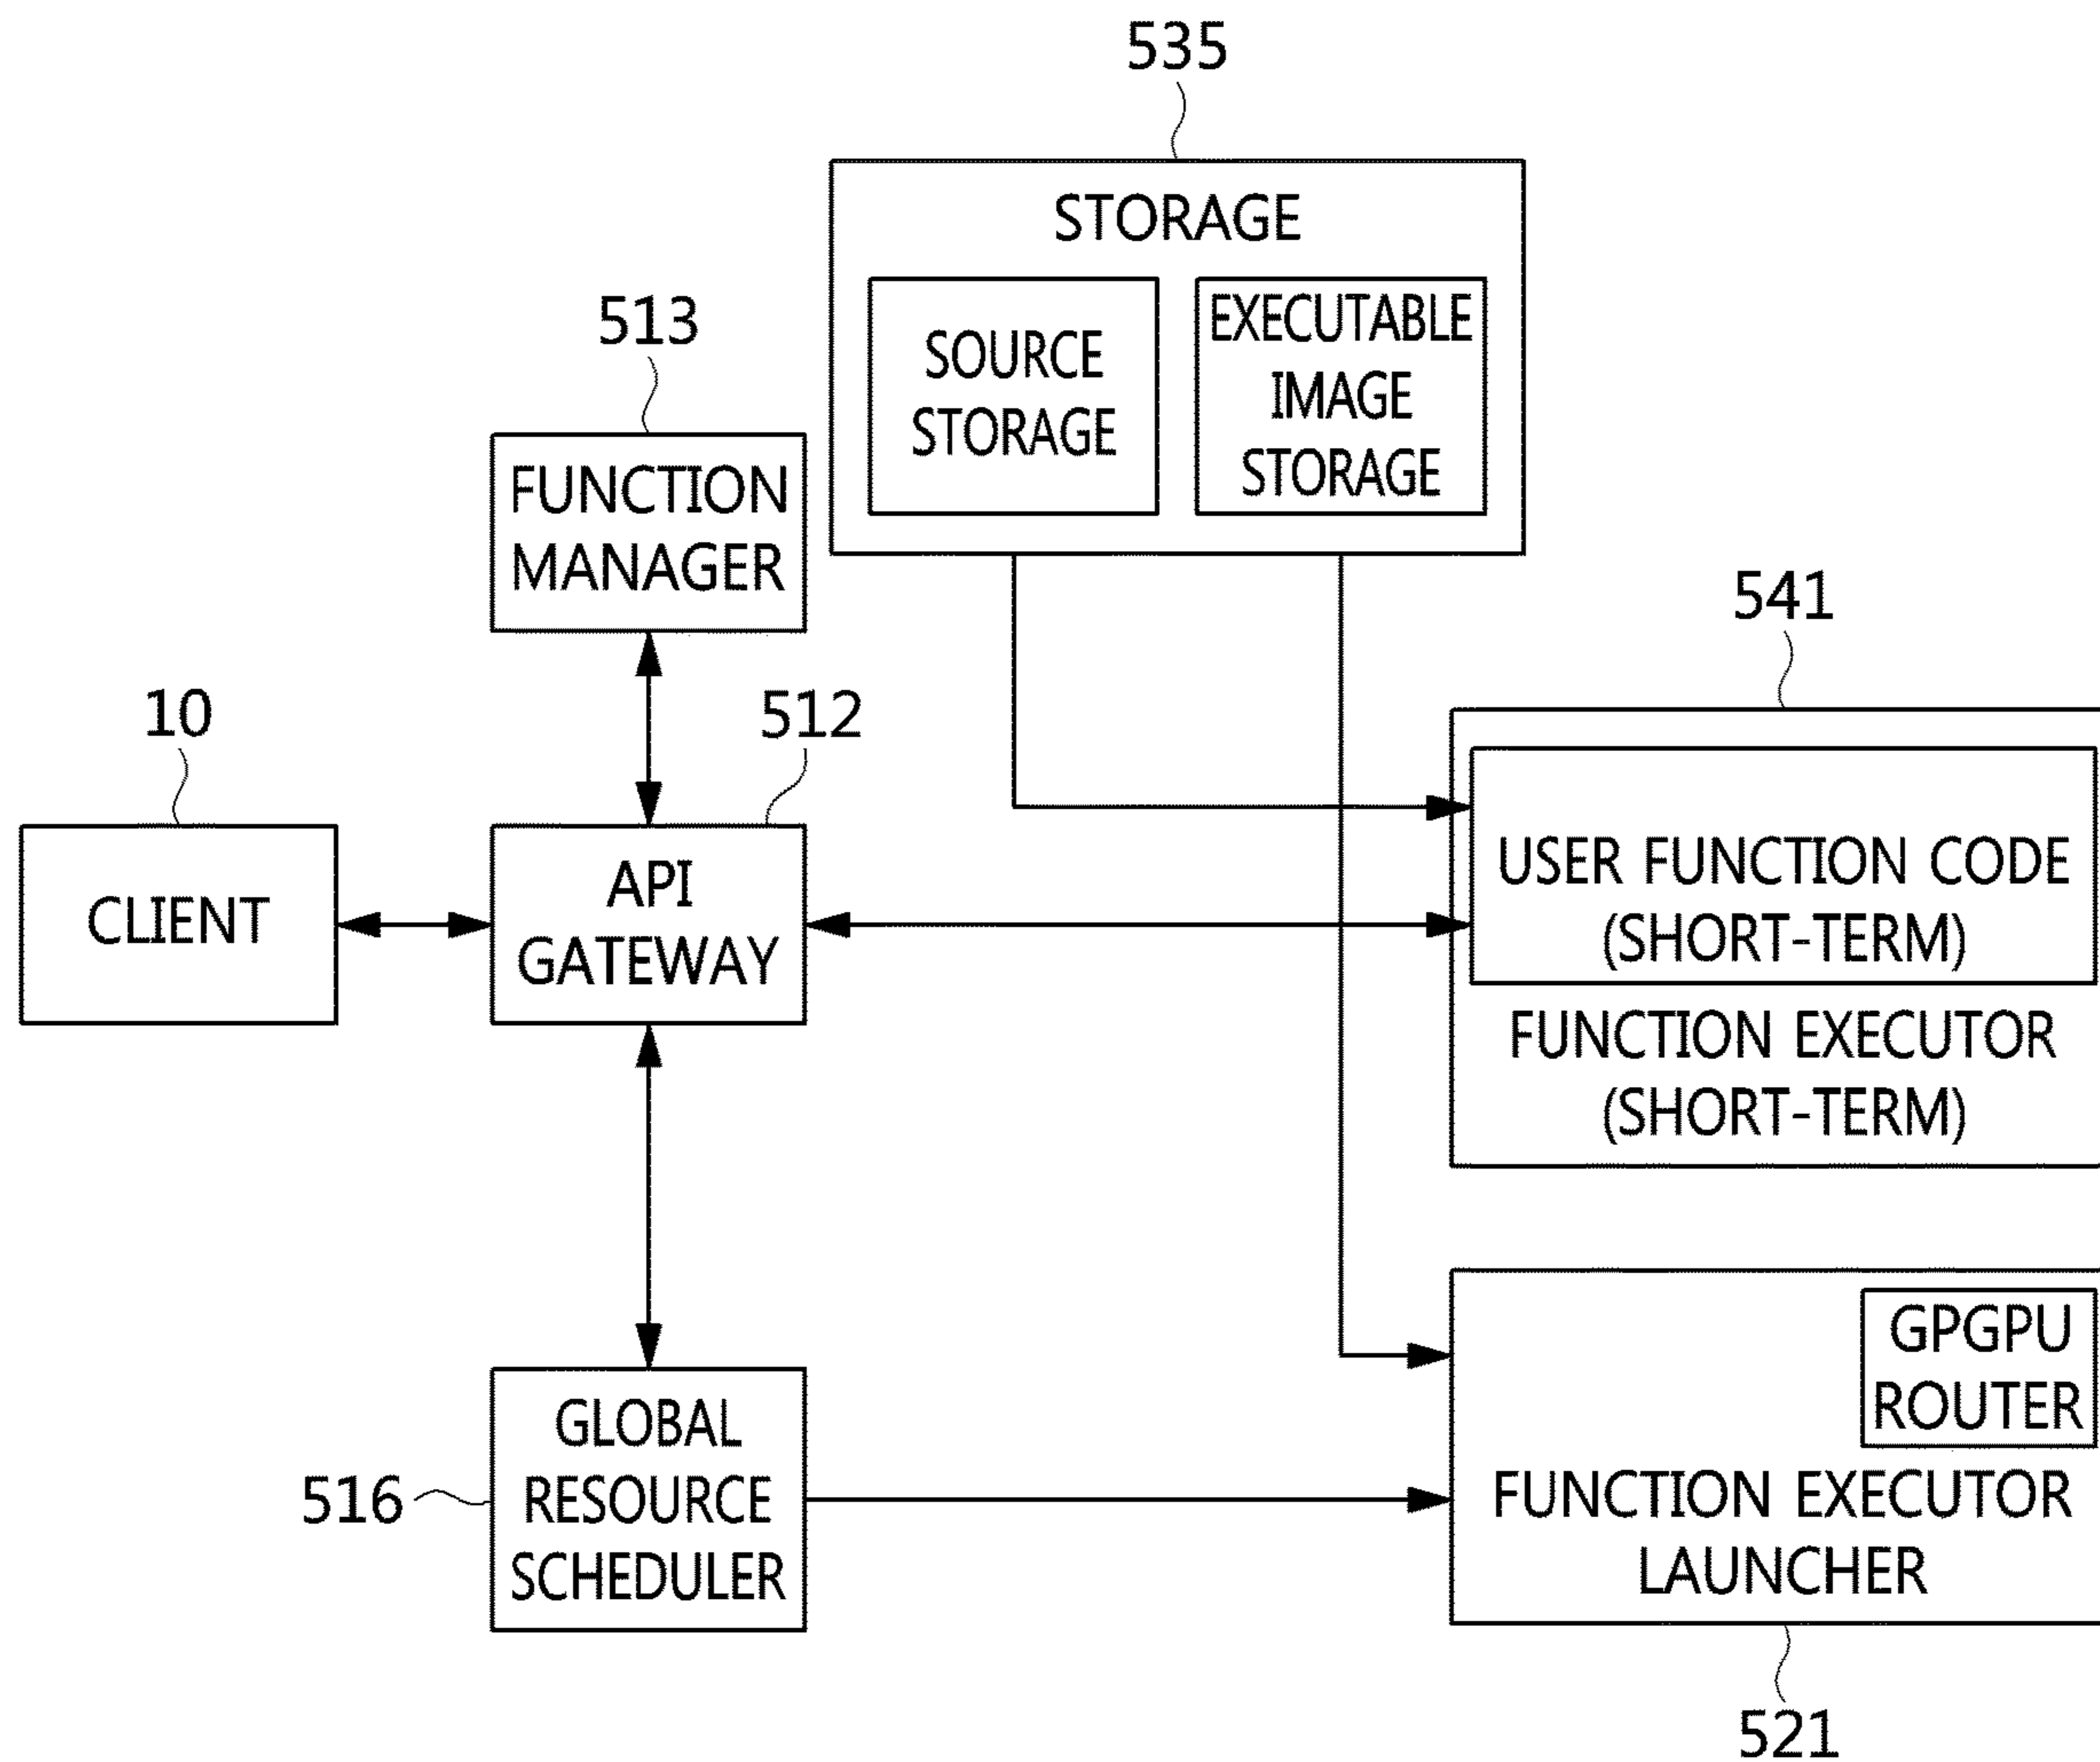 535
STORAGE
SOURCE
STORAGE
EXECUTABLE
IMAGE
STORAGE
513
FUNCTION
MANAGER
541
10
512
CLIENT
API
GATEWAY
USER FUNCTION CODE
(SHORT-TERM)
FUNCTION EXECUTOR
(SHORT-TERM)
GPGPU
ROUTER
516
GLOBAL
RESOURCE
SCHEDULER
FUNCTION EXECUTOR
LAUNCHER
521